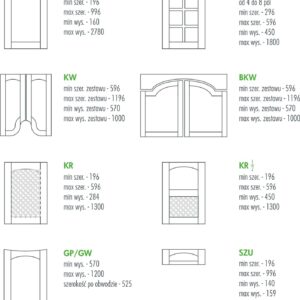 min szer. - 196
max szer. - 996
min wys. - 160
max wys. - 2780
od 4 do 8 pól
min szer. - 296
max szer. - 596
min wys. - 450
max wys. - 1800
KW
min szer. zestawu - 596
max szer. zestawu - 1196
min wys. zestawu - 570
max wys. zestawu - 1000
BKW
min szer. zestawu - 596
max szer. zestawu - 1196
min wys. zestawu - 570
max wys. zestawu - 1000
KR
min szer. - 196
max szer. - 596
min wys. - 284
max wys. - 1300
KR ½
min szer. - 196
max szer. - 596
min wys. - 450
max wys. - 1300
GP/GW
min wys. - 570
max wys. - 1200
szerokość po obwodzie - 525
SZU
min szer. - 196
max szer. - 996
min wys. - 140
max wys. - 159